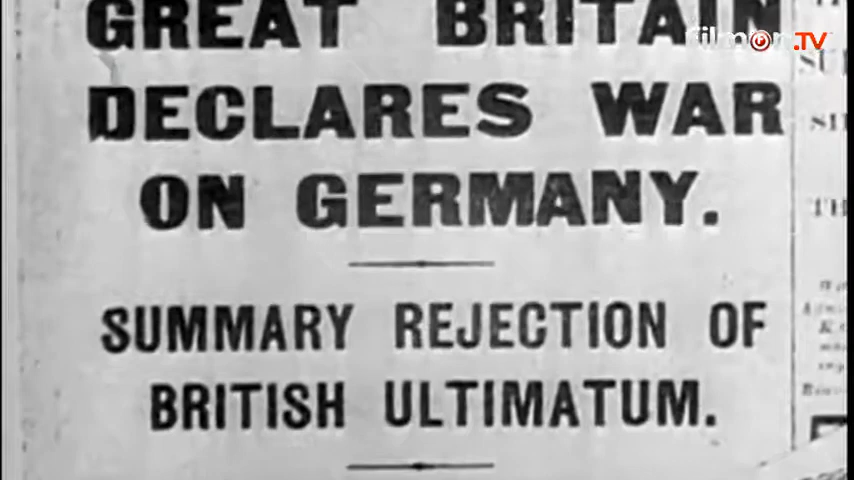 GREAT BRITAIN
filmon.TV
DECLARES WAR
ON GERMANY.
SUMMARY REJECTION OF
BRITISH ULTIMATUM.